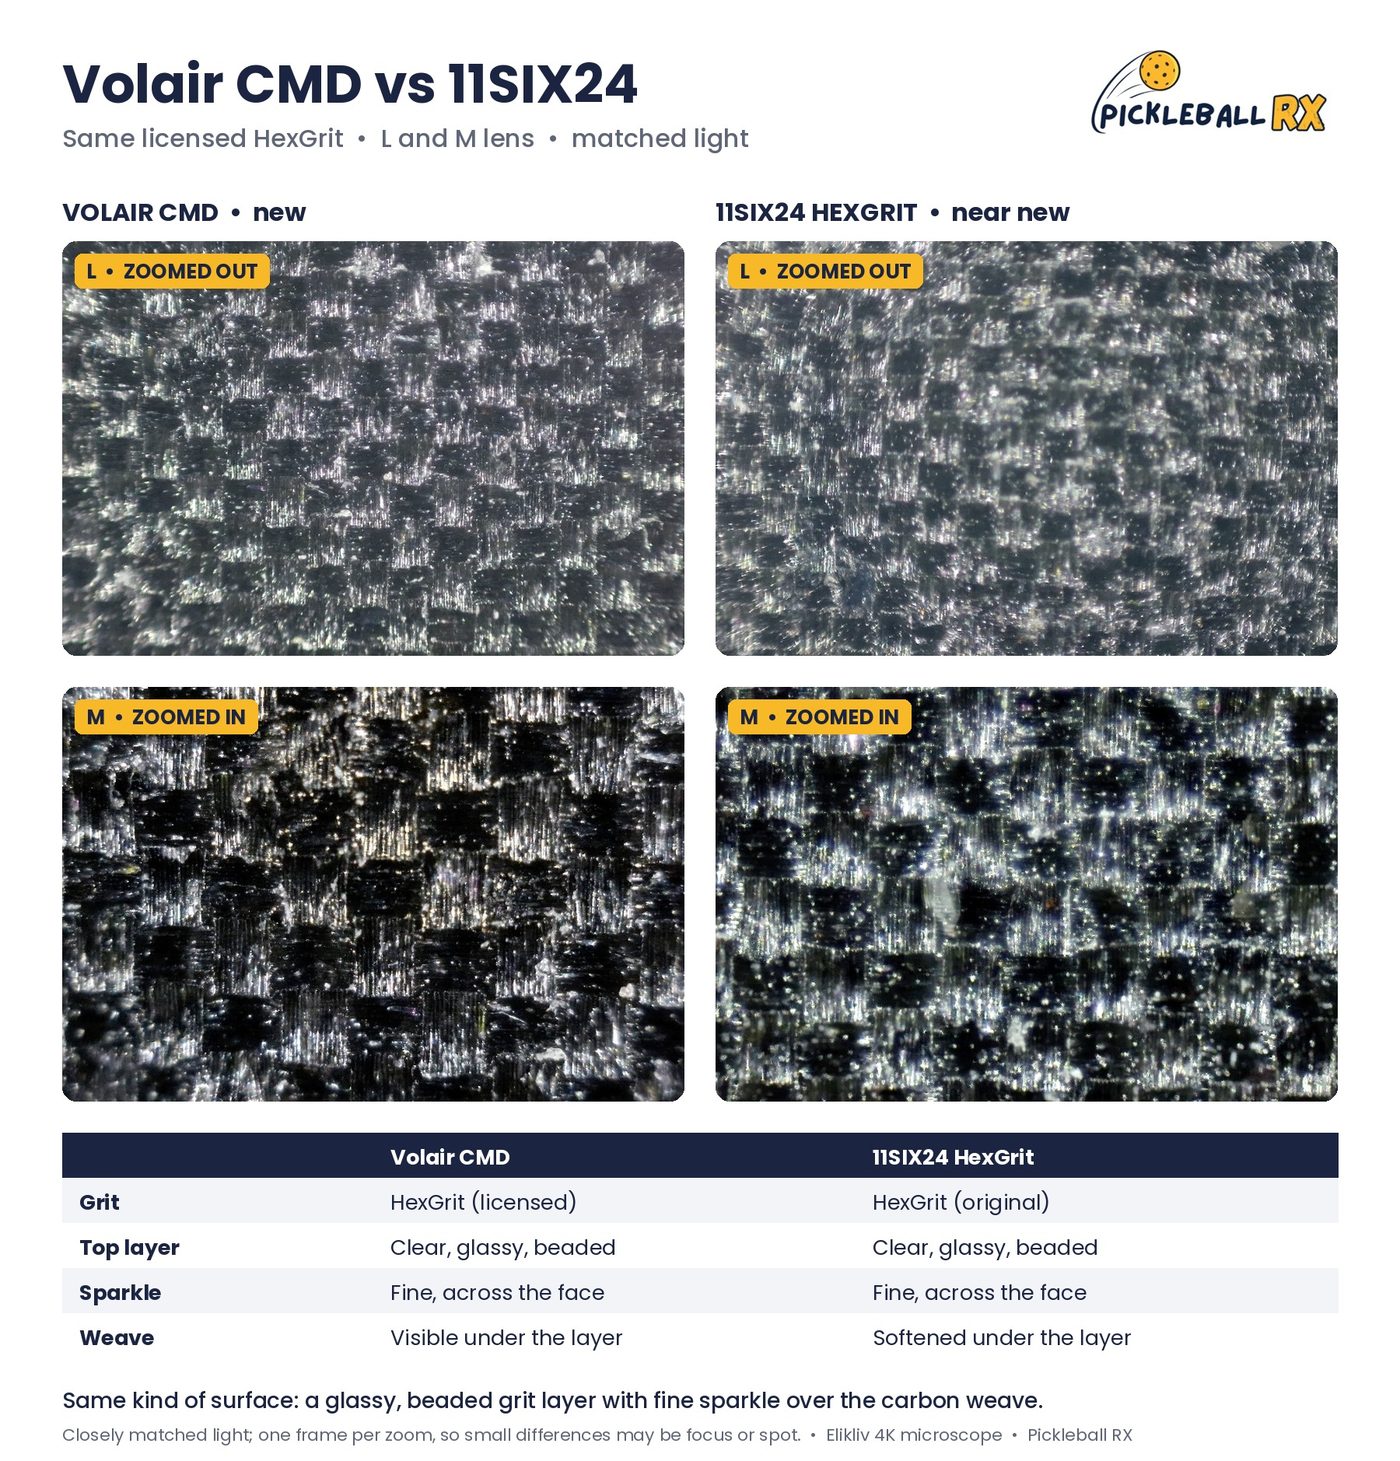 Volair CMD vs 11SIX24
Same licensed HexGrit • L and M lens • matched light
PICKLEBALL RX
VOLAIR CMD • new
11SIX24 HEXGRIT • near new
L • ZOOMED OUT
L • ZOOMED OUT
M • ZOOMED IN
M • ZOOMED IN
Volair CMD 11SIX24 HexGrit
Grit HexGrit (licensed) HexGrit (original)
Top layer Clear, glassy, beaded Clear, glassy, beaded
Sparkle Fine, across the face Fine, across the face
Weave Visible under the layer Softened under the layer
Same kind of surface: a glassy, beaded grit layer with fine sparkle over the carbon weave.
Closely matched light; one frame per zoom, so small differences may be focus or spot. • Elikliv 4K microscope • Pickleball RX